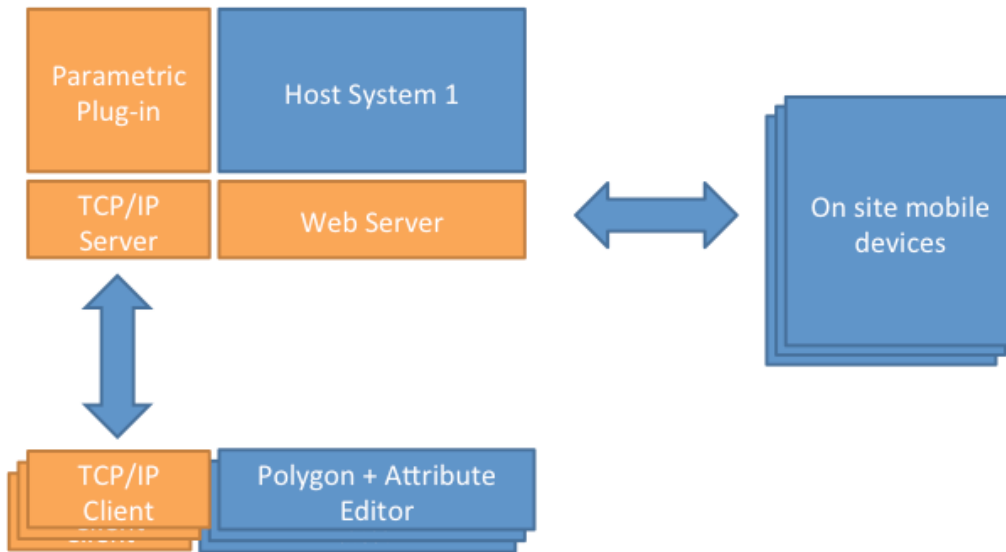 Parametric
Plug-in
Host System 1
TCP/IP
Server
Web Server
On site mobile
devices
TCP/IP
Client
Polygon + Attribute
Editor
Client